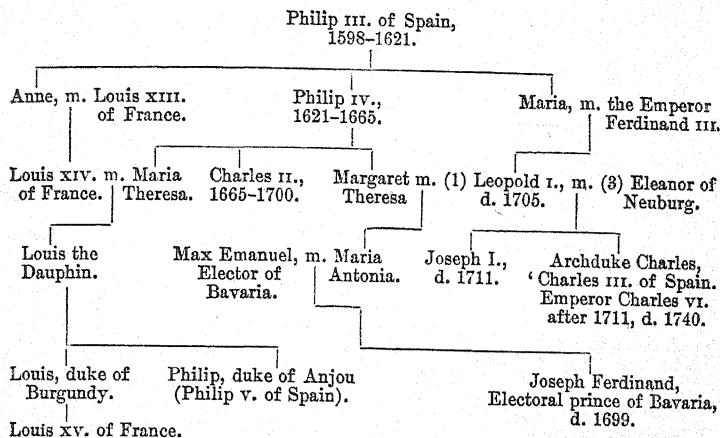 Philip III. of Spain,
1598–1621.
Anne, m. Louis XIII.
of France.
Philip IV.,
1621–1665.
Maria, m. the Emperor
Ferdinand III.
Louis XIV. m. Maria
of France. Theresa.
Charles II.,
1665–1700.
Margaret m. (1) Leopold I., m. (3) Eleanor of
Theresa d. 1705. Neuburg.
Louis the
Dauphin.
Max Emanuel, m. Maria
Elector of Antonia.
Bavaria.
Joseph I.,
d. 1711.
Archduke Charles,
‘Charles III. of Spain.
Emperor Charles VI.
after 1711, d. 1740.
Louis, duke of
Burgundy.
Philip, duke of Anjou
(Philip V. of Spain).
Joseph Ferdinand,
Electoral prince of Bavaria,
d. 1699.
Louis XV. of France.